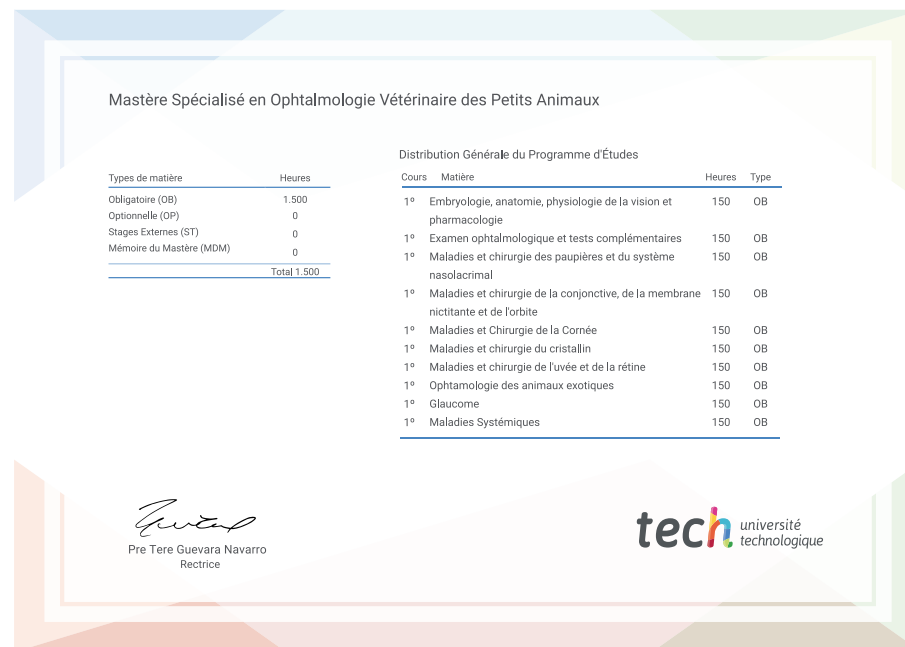 Mastère Spécialisé en Ophtalmologie Vétérinaire des Petits Animaux
Types de matière Heures
Obligatoire (OB) 1.500
Optionnelle (OP) 0
Stages Externes (ST) 0
Mémoire du Mastère (MDM) 0
Total 1.500
Distribution Générale du Programme d'Études
Cours Matière Heures Type
1º Embryologie, anatomie, physiologie de la vision et 150 OB
pharmacologie
1º Examen ophtalmologique et tests complémentaires 150 OB
1º Maladies et chirurgie des paupières et du système 150 OB
nasolacrimal
1º Maladies et chirurgie de la conjonctive, de la membrane 150 OB
nictitante et de l'orbite
1º Maladies et Chirurgie de la Cornée 150 OB
1º Maladies et chirurgie du cristallin 150 OB
1º Maladies et chirurgie de l'uvée et de la rétine 150 OB
1º Ophtamologie des animaux exotiques 150 OB
1º Glaucome 150 OB
1º Maladies Systémiques 150 OB
Pre Tere Guevara Navarro
Rectrice
tech université
technologique